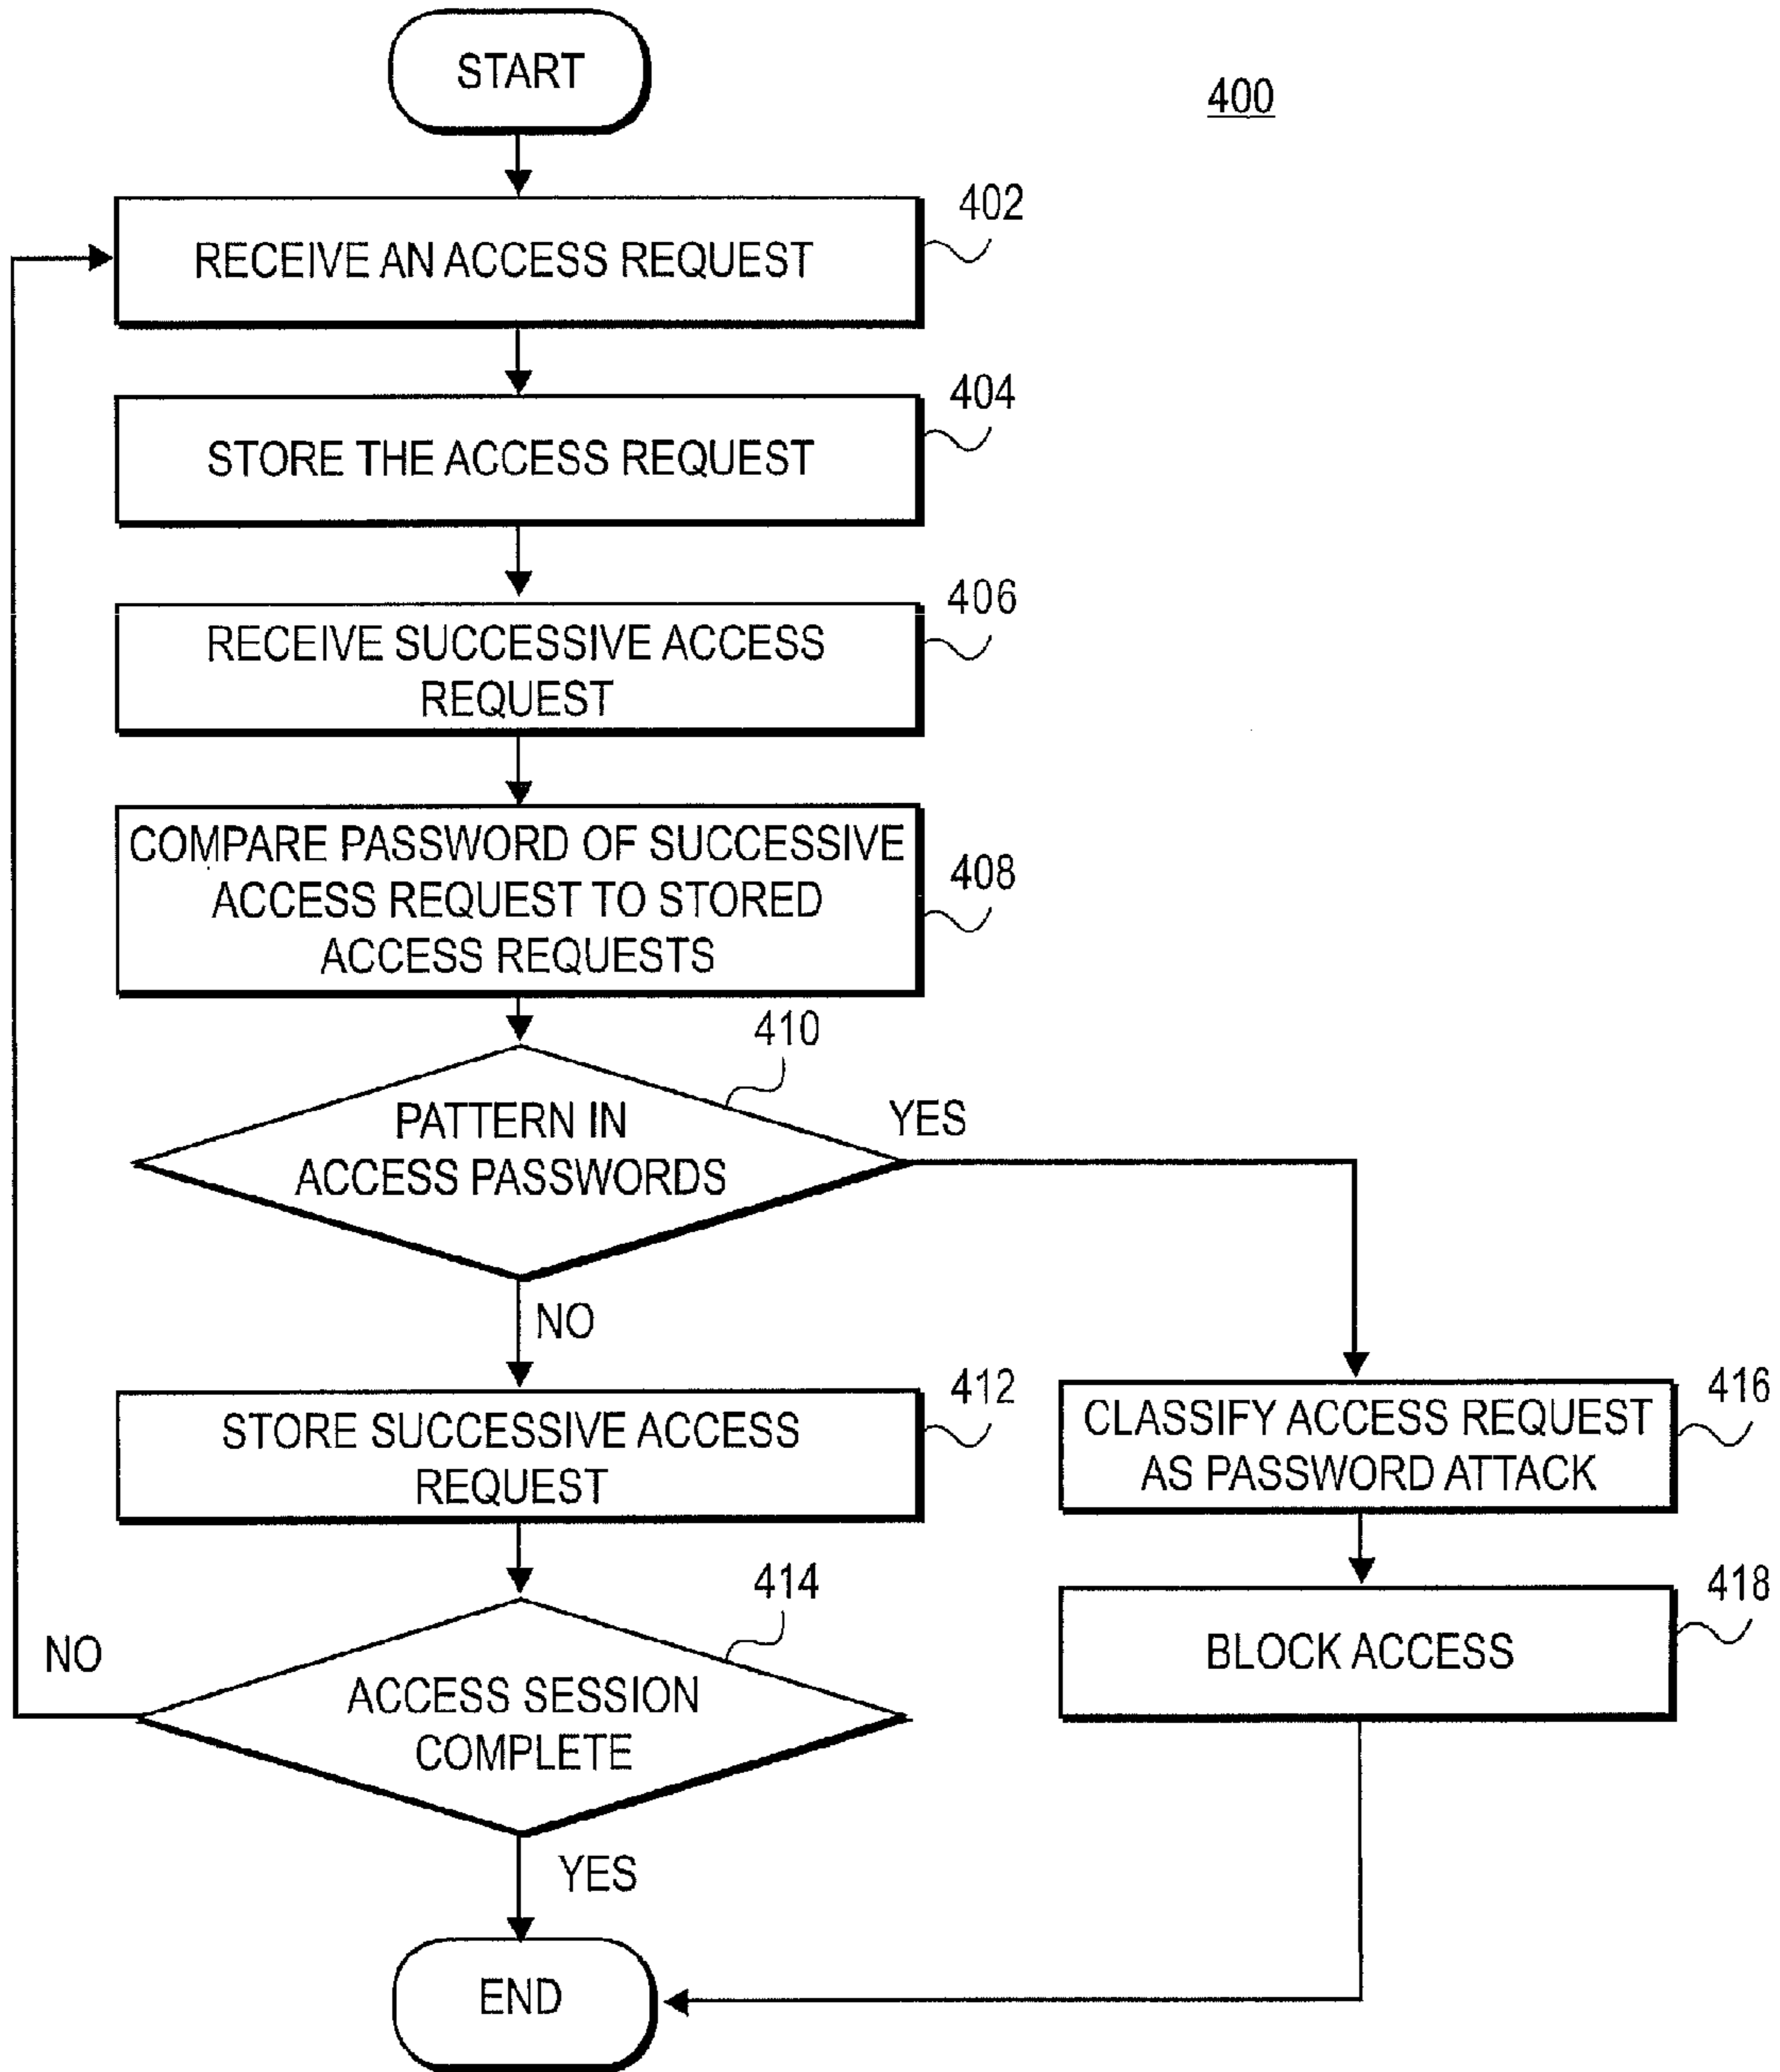 START
400
402
RECEIVE AN ACCESS REQUEST
404
STORE THE ACCESS REQUEST
406
RECEIVE SUCCESSIVE ACCESS
REQUEST
COMPARE PASSWORD OF SUCCESSIVE
ACCESS REQUEST TO STORED
ACCESS REQUESTS
408
410
PATTERN IN
ACCESS PASSWORDS
YES
NO
412
STORE SUCCESSIVE ACCESS
REQUEST
416
CLASSIFY ACCESS REQUEST
AS PASSWORD ATTACK
414
NO
ACCESS SESSION
COMPLETE
418
BLOCK ACCESS
YES
END